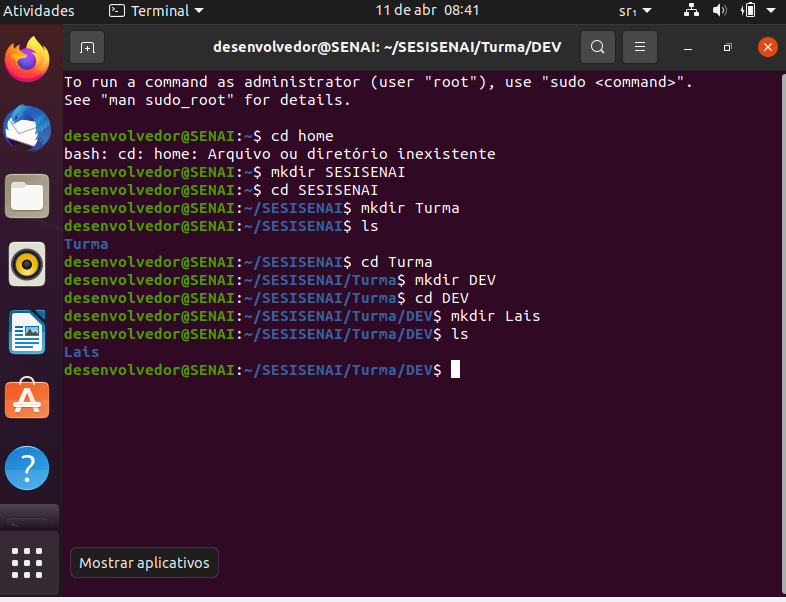 Atividades
Terminal
11 de abr 08:41
sr₁
desenvolvedor@SENAI: ~/SESISENAI/Turma/DEV
To run a command as administrator (user "root"), use "sudo <command>".
See "man sudo_root" for details.
desenvolvedor@SENAI:~$ cd home
bash: cd: home: Arquivo ou diretório inexistente
desenvolvedor@SENAI:~$ mkdir SESISENAI
desenvolvedor@SENAI:~$ cd SESISENAI
desenvolvedor@SENAI:~/SESISENAI$ mkdir Turma
desenvolvedor@SENAI:~/SESISENAI$ ls
Turma
desenvolvedor@SENAI:~/SESISENAI$ cd Turma
desenvolvedor@SENAI:~/SESISENAI/Turma$ mkdir DEV
desenvolvedor@SENAI:~/SESISENAI/Turma$ cd DEV
desenvolvedor@SENAI:~/SESISENAI/Turma/DEV$ mkdir Lais
desenvolvedor@SENAI:~/SESISENAI/Turma/DEV$ ls
Lais
desenvolvedor@SENAI:~/SESISENAI/Turma/DEV$
Mostrar aplicativos